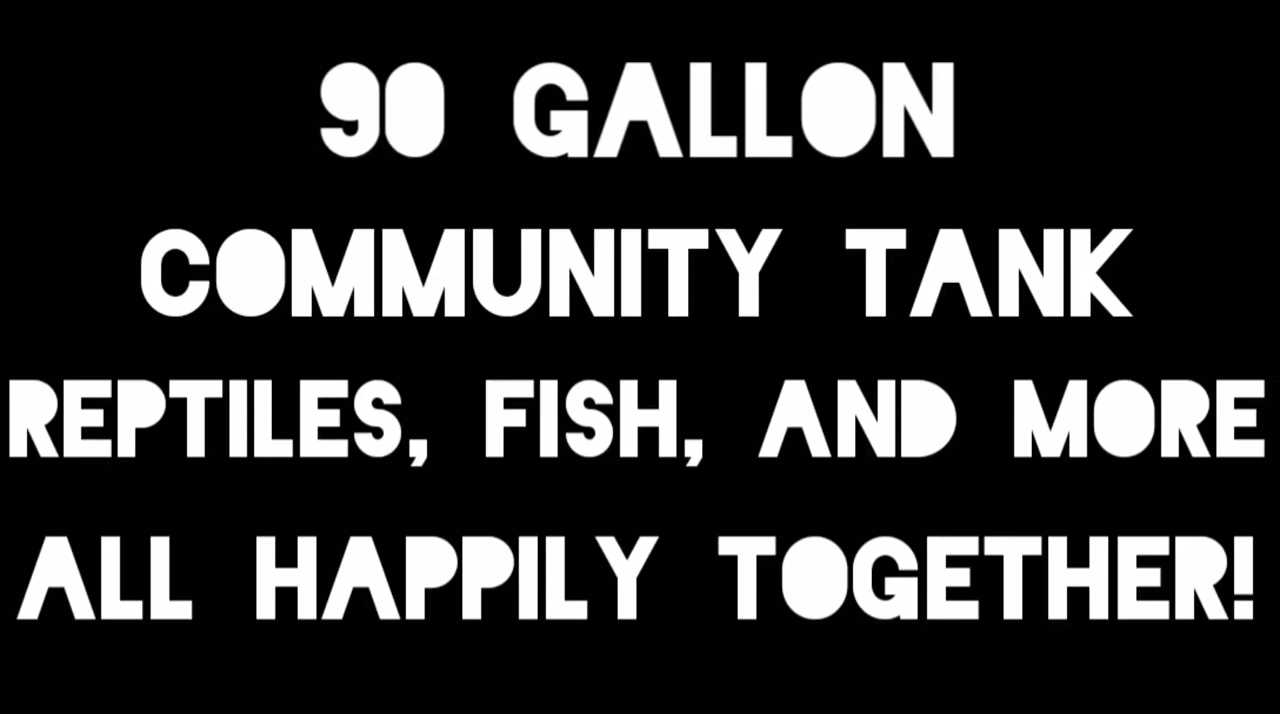 90 GALLON
COMMUNITY TANK
REPTILES, FISH, AND MORE
ALL HAPPILY TOGETHER!